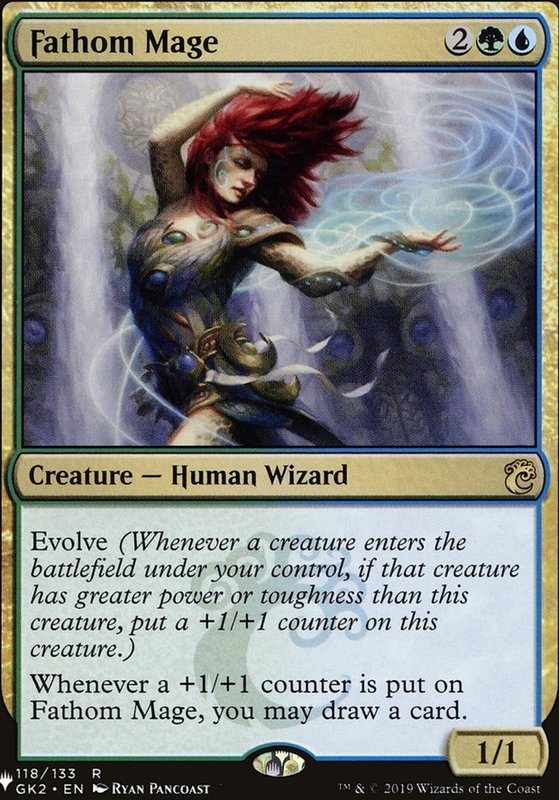 Fathom Mage 2
Creature — Human Wizard
Evolve (Whenever a creature enters the
battlefield under your control, if that creature
has greater power or toughness than this
creature, put a +1/+1 counter on this
creature.)
Whenever a +1/+1 counter is put on
Fathom Mage, you may draw a card.
1/1
118/133 R
GK2 • EN Ryan Pancoast
™ & © 2019 Wizards of the Coast